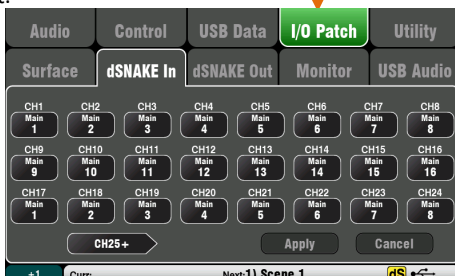 Audio Control USB Data I/O Patch Utility
Surface dSNAKE In dSNAKE Out Monitor USB Audio
CH1 CH2 CH3 CH4 CH5 CH6 CH7 CH8
Main Main Main Main Main Main Main Main
1 2 3 4 5 6 7 8
CH9 CH10 CH11 CH12 CH13 CH14 CH15 CH16
Main Main Main Main Main Main Main Main
9 10 11 12 13 14 15 16
CH17 CH18 CH19 CH20 CH21 CH22 CH23 CH24
Main Main Main Main Main Main Main Main
1 2 3 4 5 6 7 8
CH25+ Apply Cancel
+1 Curr: Next:1) Scene 1 dS